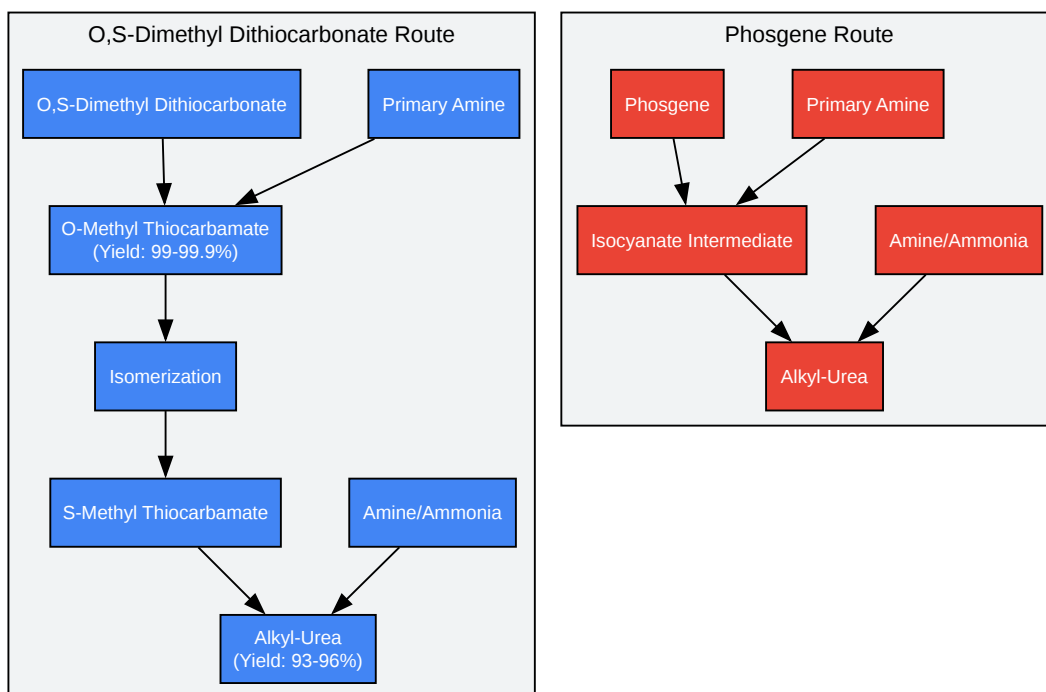 O,S-Dimethyl Dithiocarbonate Route
O,S-Dimethyl Dithiocarbonate
Primary Amine
O-Methyl Thiocarbamate
(Yield: 99-99.9%)
Isomerization
S-Methyl Thiocarbamate
Amine/Ammonia
Alkyl-Urea
(Yield: 93-96%)
Phosgene Route
Phosgene
Primary Amine
Isocyanate Intermediate
Amine/Ammonia
Alkyl-Urea